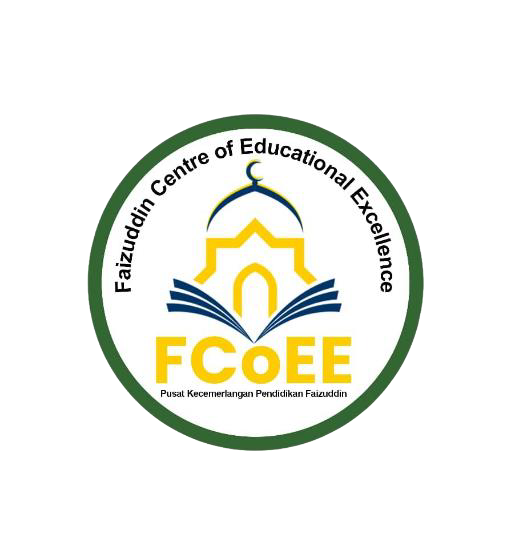 Faizuddin Centre of Educational Excellence
FCoEE
Pusat Kecemerlangan Pendidikan Faizuddin